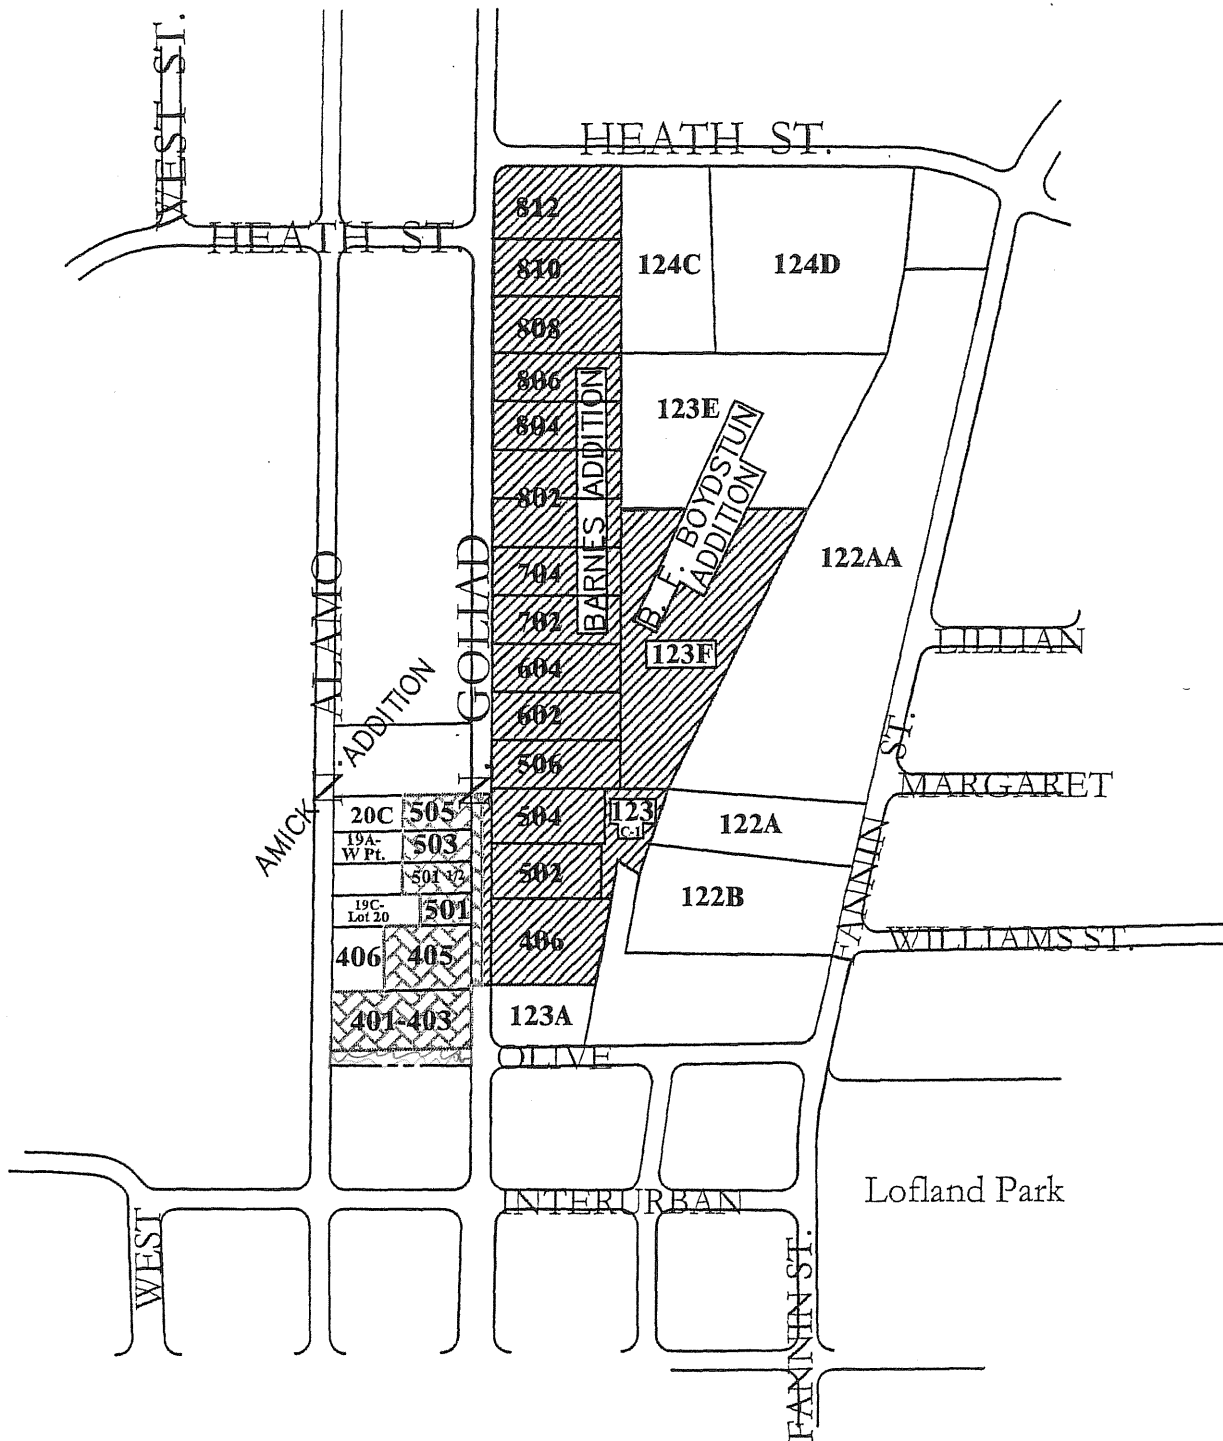 WEST ST.
HEATH ST.
HEATH ST.
812
810
124C
124D
808
806
123E
804
BARNES ADDITION
B. F. BOYDSTUN
ADDITION
802
122AA
704
N. ALAMO
N. GOLIAD
702
LILLIAN
123F
604
602
AMICK ADDITION
506
MARGARET
FANNIN ST.
20C
505
504
123
C-1
122A
19A-
W Pt.
503
501 1/2
502
122B
19C-
Lot 20
501
406
405
406
WILLIAMS ST.
401-403
123A
OLIVE
INTERURBAN
Lofland Park
WEST
FANNIN ST.